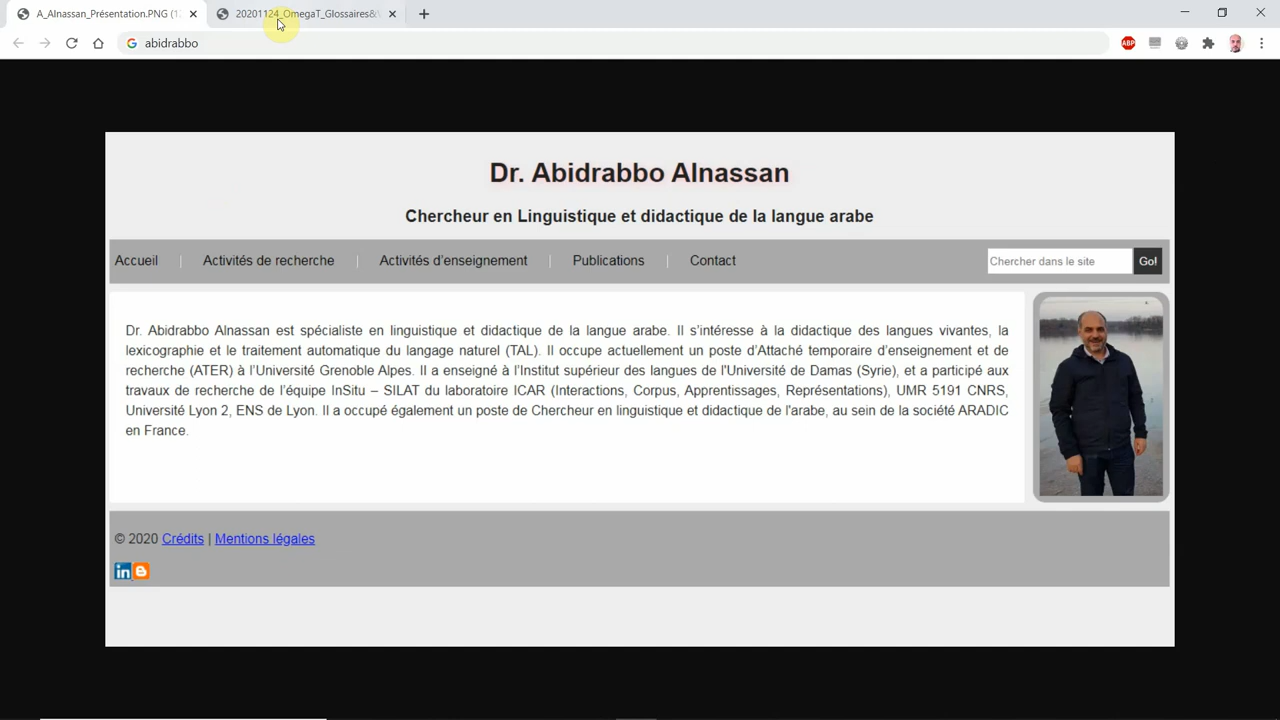 A_Alnassan_Présentation.PNG (1
20201124_OmegaT_Glossaires&
abidrabbo
ABP
Dr. Abidrabbo Alnassan
Chercheur en Linguistique et didactique de la langue arabe
Accueil | Activités de recherche | Activités d’enseignement | Publications | Contact
Chercher dans le site Go!
Dr. Abidrabbo Alnassan est spécialiste en linguistique et didactique de la langue arabe. Il s’intéresse à la didactique des langues vivantes, la
lexicographie et le traitement automatique du langage naturel (TAL). Il occupe actuellement un poste d’Attaché temporaire d’enseignement et de
recherche (ATER) à l’Université Grenoble Alpes. Il a enseigné à l’Institut supérieur des langues de l'Université de Damas (Syrie), et a participé aux
travaux de recherche de l’équipe InSitu – SILAT du laboratoire ICAR (Interactions, Corpus, Apprentissages, Représentations), UMR 5191 CNRS,
Université Lyon 2, ENS de Lyon. Il a occupé également un poste de Chercheur en linguistique et didactique de l'arabe, au sein de la société ARADIC
en France.
© 2020 Crédits | Mentions légales
in